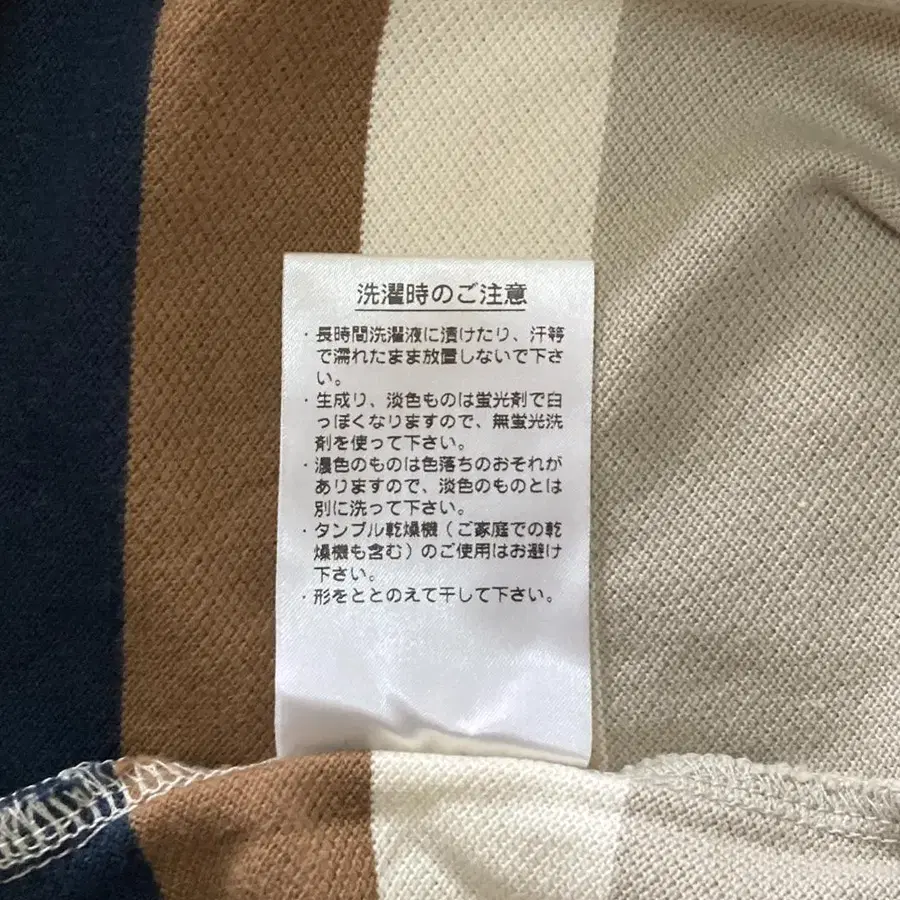 洗濯時のご注意
・長時間洗濯液に漬けたり、汗等
で濡れたまま放置しないで下さ
い。
・生成り、淡色ものは蛍光剤で白
っぽくなりますので、無蛍光洗
剤を使って下さい。
・濃色のものは色落ちのおそれが
ありますので、淡色のものとは
別に洗って下さい。
・タンブル乾燥機（ご家庭での乾
燥機も含む）のご使用はお避け
下さい。
・形をととのえて干して下さい。